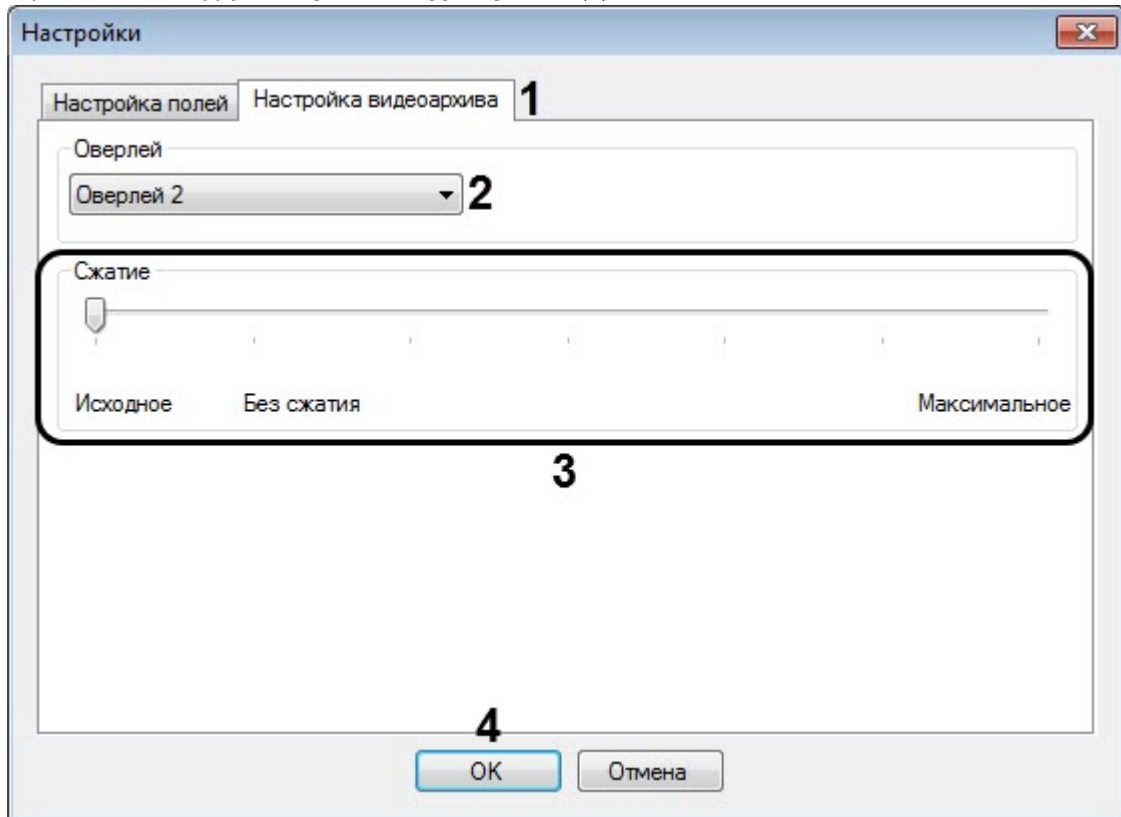 Настройки
Настройка полей Настройка видеоархива 1
Оверлей
Оверлей 2 2
Сжатие
Исходное Без сжатия Максимальное
3
4
OK Отмена